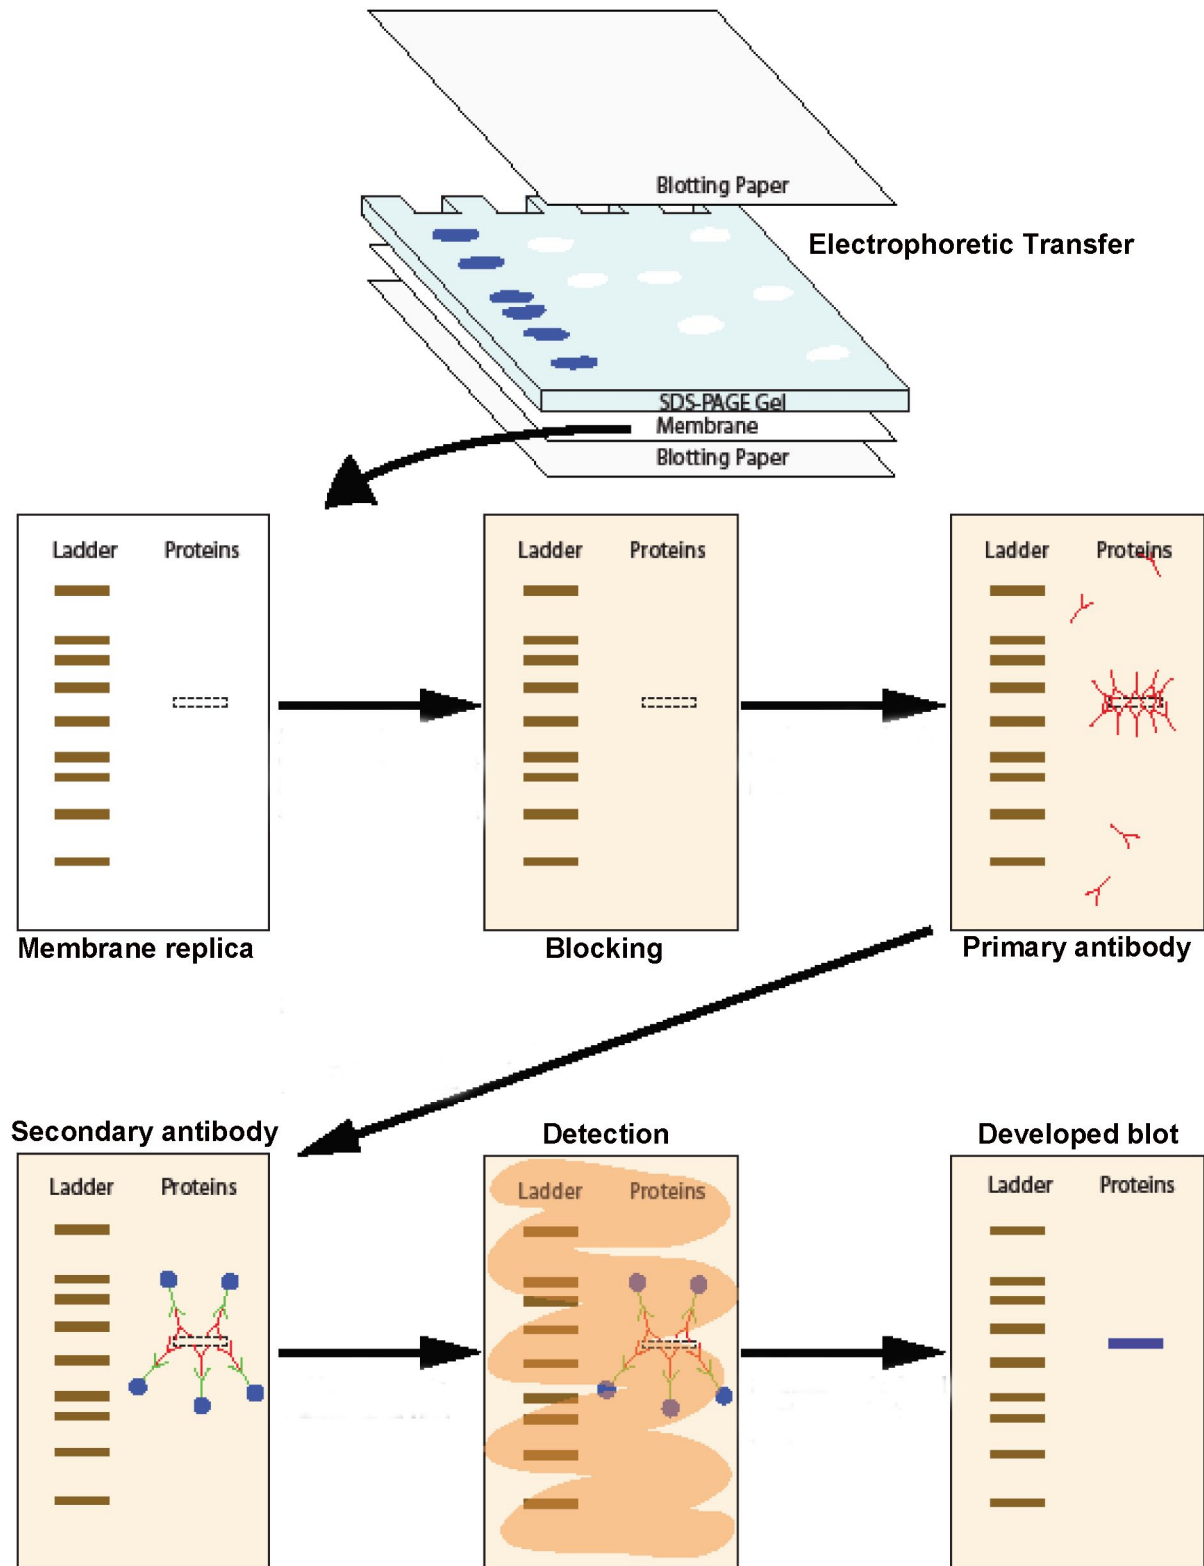 Blotting Paper
Electrophoretic Transfer
SDS-PAGE Gel
Membrane
Blotting Paper
Ladder Proteins
Ladder Proteins
Ladder Proteins
Membrane replica
Blocking
Primary antibody
Secondary antibody
Detection
Developed blot
Ladder Proteins
Ladder Proteins
Ladder Proteins